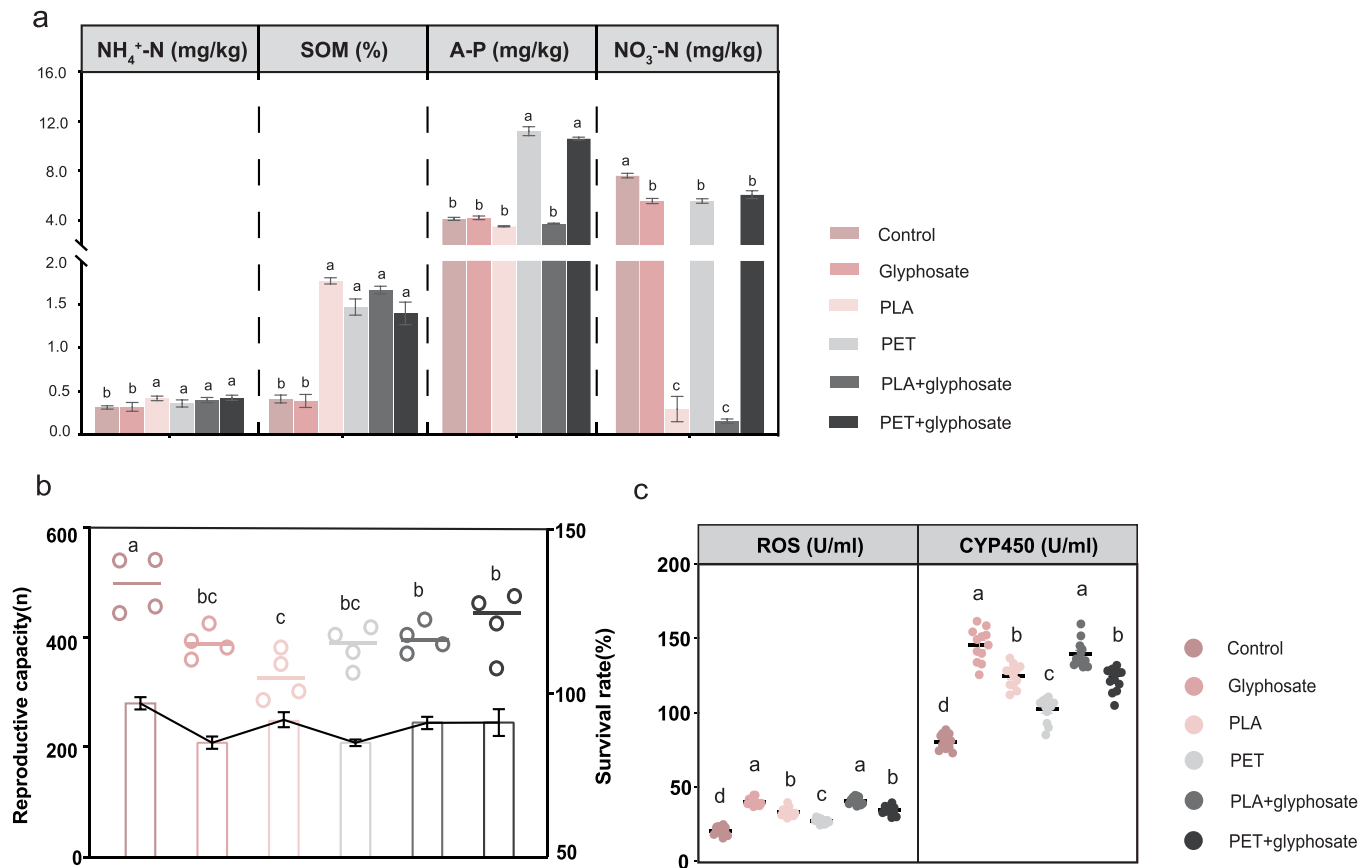 a
NH₄⁺-N (mg/kg) SOM (%) A-P (mg/kg) NO₃⁻-N (mg/kg)
16.0
12.0
8.0
4.0
2.0
1.5
1.0
0.5
0.0
b b a a a a
b b a a a a
b b b a b a
a b c b c b
Control
Glyphosate
PLA
PET
PLA+glyphosate
PET+glyphosate
b
Reproductive capacity(n)
600
400
200
0
a bc c bc b b
150
100
50
Survival rate(%)
c
ROS (U/ml) CYP450 (U/ml)
200
150
100
50
0
d a b c a b
d a b c a b
Control
Glyphosate
PLA
PET
PLA+glyphosate
PET+glyphosate